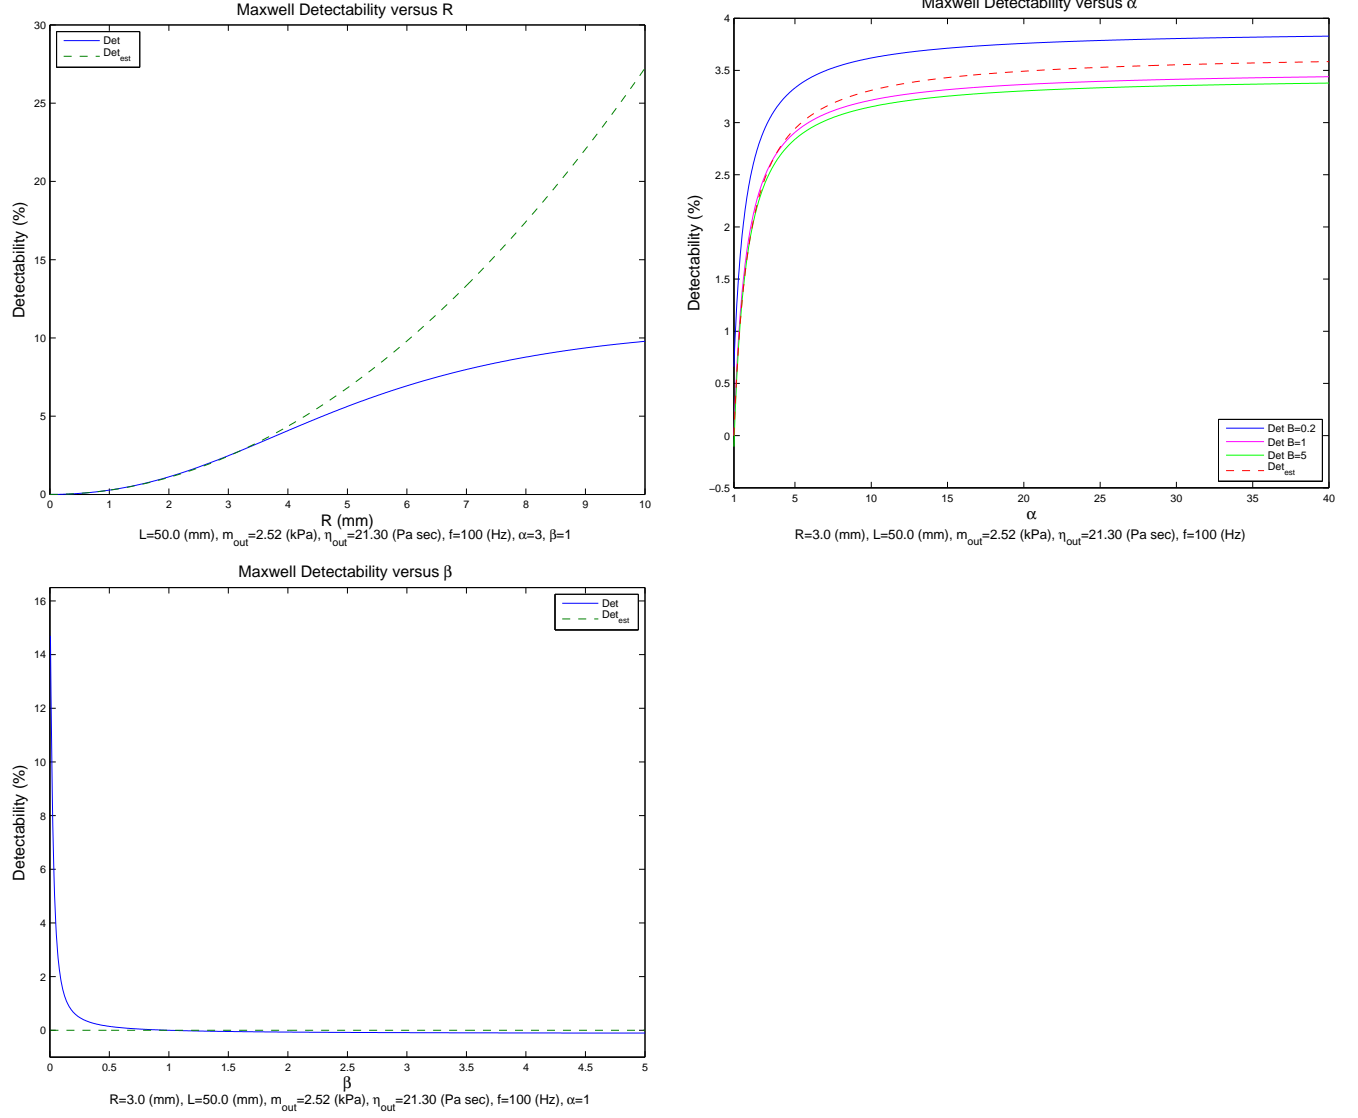 Maxwell Detectability versus R
30
25
20
15
10
5
0
Detectability (%)
Det
Det_est
0 1 2 3 4 5 6 7 8 9 10
R (mm)
L=50.0 (mm), m_out=2.52 (kPa), η_out=21.30 (Pa sec), f=100 (Hz), α=3, β=1
Maxwell Detectability versus α
4
3.5
3
2.5
2
1.5
1
0.5
0
−0.5
Detectability (%)
Det B=0.2
Det B=1
Det B=5
Det_est
1 5 10 15 20 25 30 35 40
α
R=3.0 (mm), L=50.0 (mm), m_out=2.52 (kPa), η_out=21.30 (Pa sec), f=100 (Hz)
Maxwell Detectability versus β
16
14
12
10
8
6
4
2
0
Detectability (%)
Det
Det_est
0 0.5 1 1.5 2 2.5 3 3.5 4 4.5 5
β
R=3.0 (mm), L=50.0 (mm), m_out=2.52 (kPa), η_out=21.30 (Pa sec), f=100 (Hz), α=1